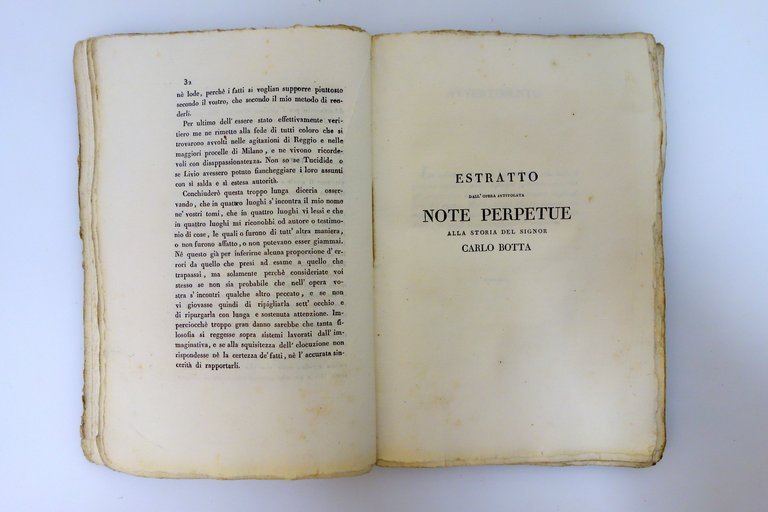 32
nè lode, perchè i fatti si voglian supporre piuttosto
secondo il vostro, che secondo il mio metodo di ren-
derli.
Per ultimo dell' essere stato effettivamente veri-
tiero me ne rimetto alla fede di tutti coloro che si
trovarono avvolti nelle agitazioni di Reggio e nelle
maggiori procelle di Milano, e ne vivono ricorde-
voli con disappassionatezza. Non so se Tucidide o
se Livio avessero potuto fiancheggiare i loro assunti
con sì salda e sì estesa autorità.
Conchiuderò questa troppo lunga diceria osser-
vando, che in quattro luoghi s' incontra il mio nome
ne' vostri tomi, che in quattro luoghi vi lessi e che
in quattro luoghi mi riconobbi od autore o testimo-
nio di cose, le quali o furono di tutt' altra maniera,
o non furono affatto, o non potevano esser giammai.
Nè questo già per inferirne alcuna proporzione d' er-
rori da quello che presi ad esame a quello che
trapassai, ma solamente perchè consideriate voi
stesso se non sia probabile che nell' opera vo-
stra s' incontri qualche altro peccato, e se non
vi giovasse quindi di ripigliarla sott' occhio e
di ripurgarla con lunga e sostenuta attenzione. Im-
perciocchè troppo gran danno sarebbe che tanta fi-
losofia si reggesse sopra sistemi lavorati dall' im-
maginativa, e se alla squisitezza dell' elocuzione non
rispondesse nè la certezza de' fatti, nè l' accurata sin-
cerità di rapportarli.
ESTRATTO
DALL' OPERA INTITOLATA
NOTE PERPETUE
ALLA STORIA DEL SIGNOR
CARLO BOTTA